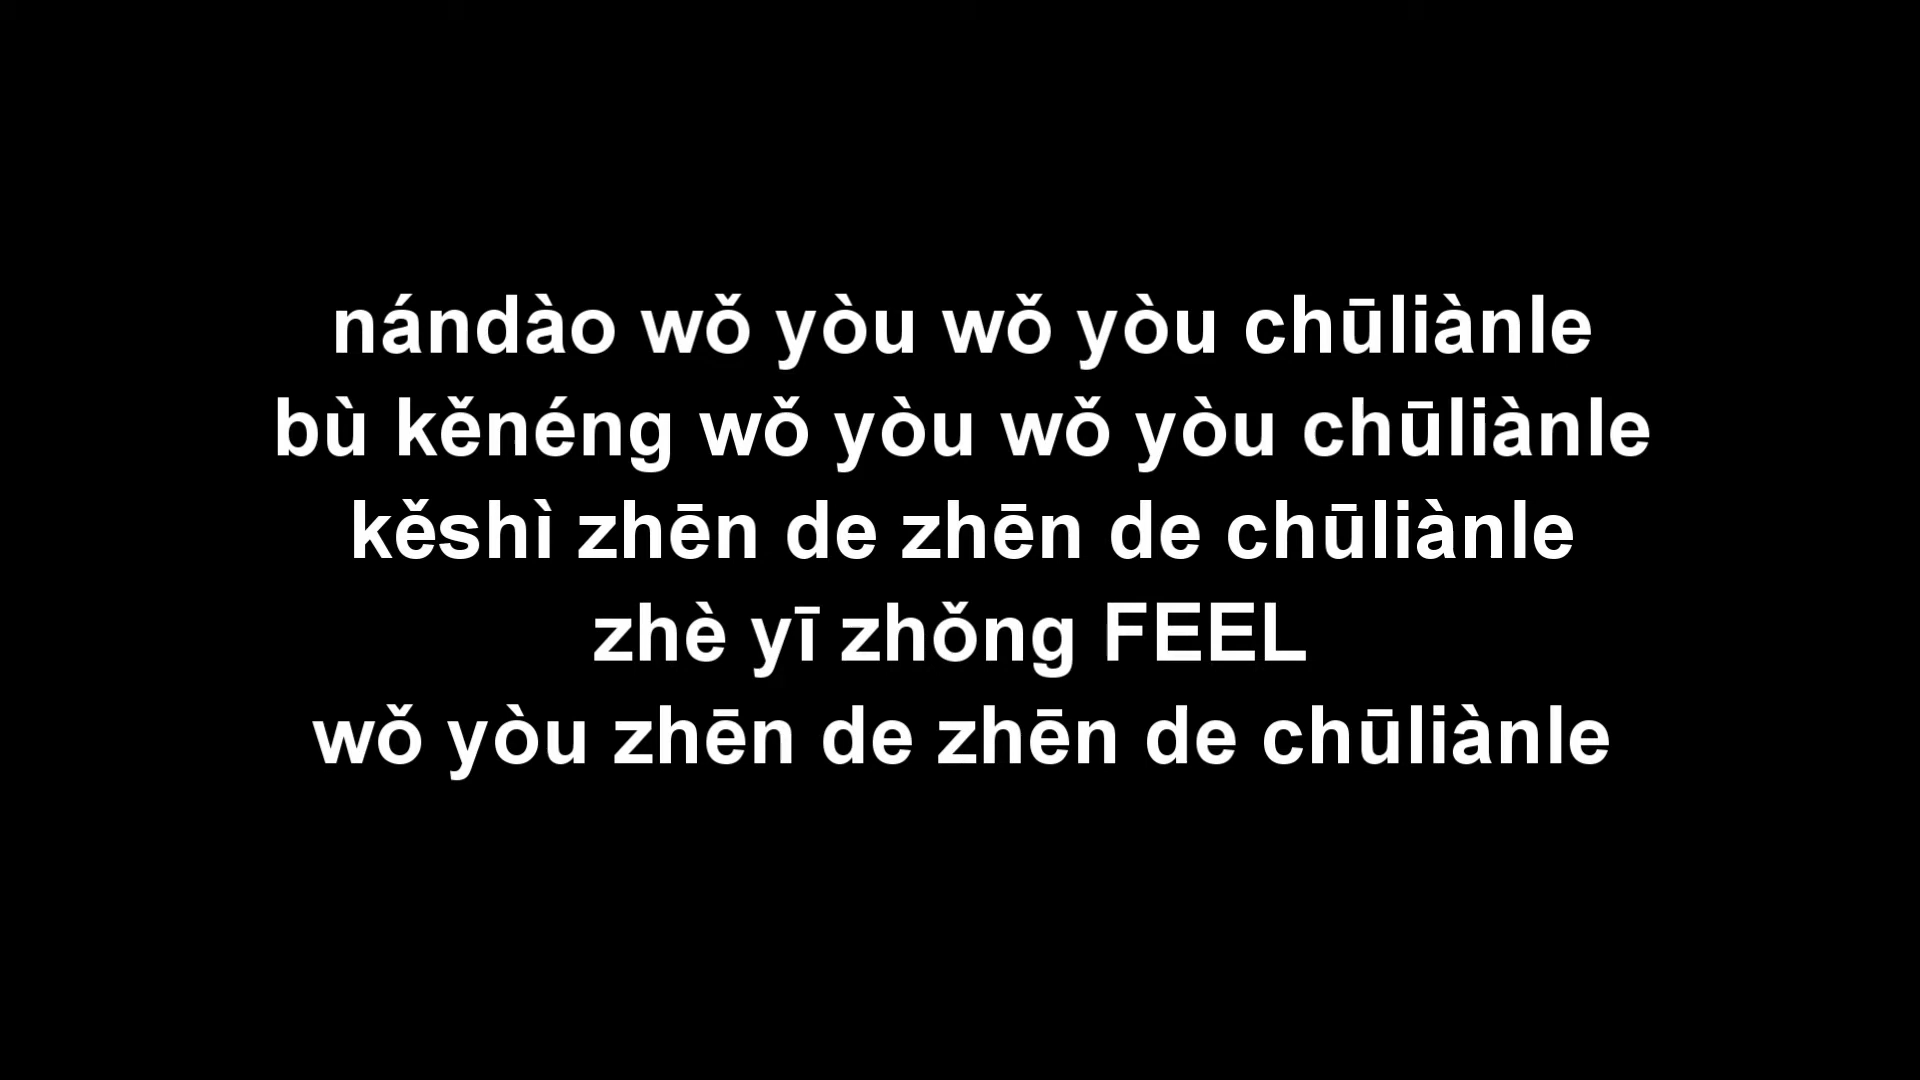 nándào wǒ yòu wǒ yòu chūliànle
bù kěnéng wǒ yòu wǒ yòu chūliànle
kěshì zhēn de zhēn de chūliànle
zhè yī zhǒng FEEL
wǒ yòu zhēn de zhēn de chūliànle